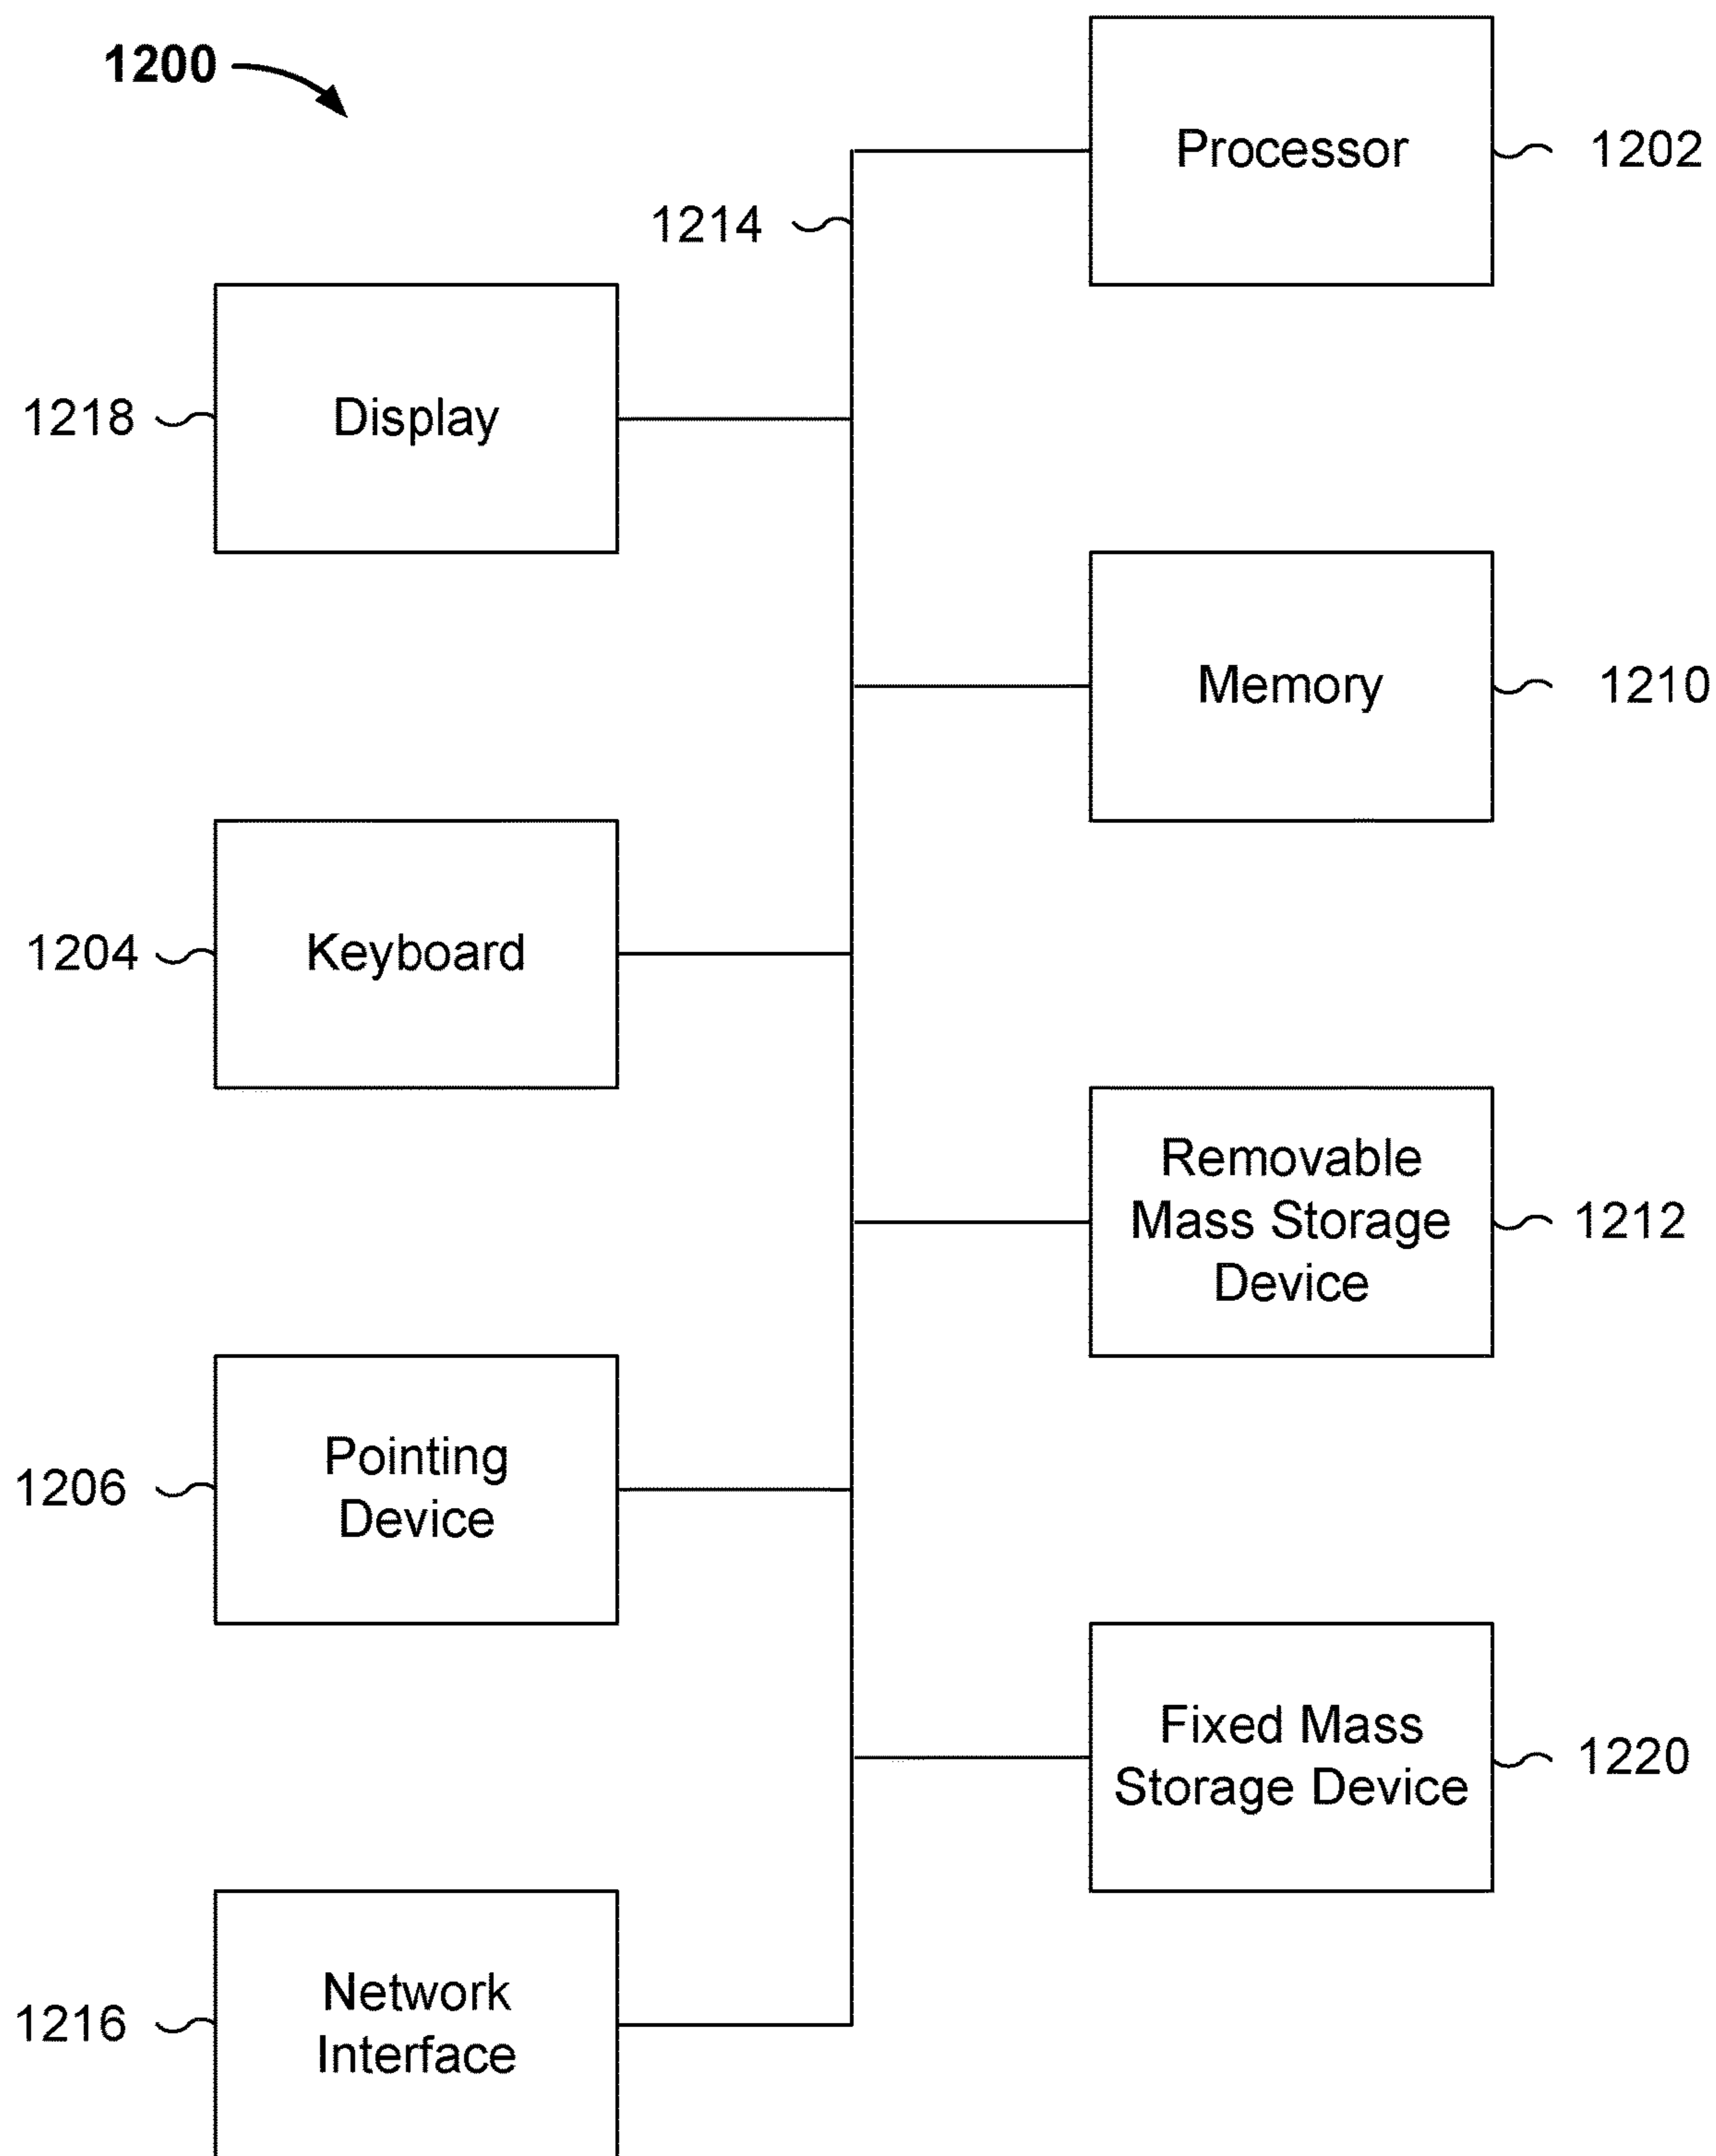 1200
Processor
1202
1214
Display
1218
Memory
1210
Keyboard
1204
Removable
Mass Storage
Device
1212
Pointing
Device
1206
Fixed Mass
Storage Device
1220
Network
Interface
1216